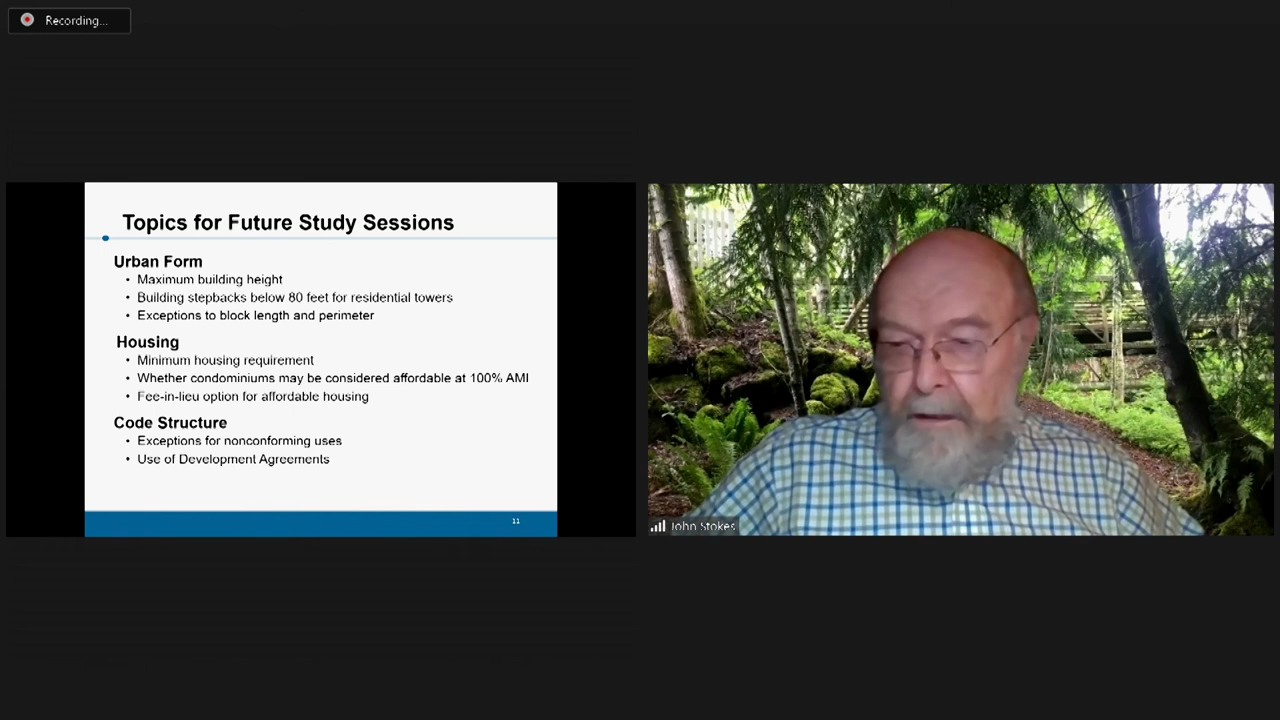 Recording...
Topics for Future Study Sessions
Urban Form
• Maximum building height
• Building stepbacks below 80 feet for residential towers
• Exceptions to block length and perimeter
Housing
• Minimum housing requirement
• Whether condominiums may be considered affordable at 100% AMI
• Fee-in-lieu option for affordable housing
Code Structure
• Exceptions for nonconforming uses
• Use of Development Agreements
11
John Stokes